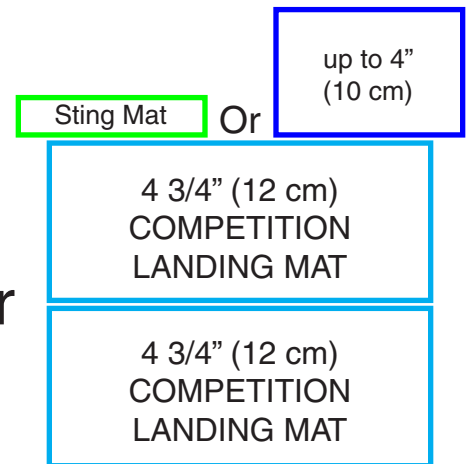 up to 4”
(10 cm)
Sting Mat Or
4 3/4” (12 cm)
COMPETITION
LANDING MAT
r
4 3/4” (12 cm)
COMPETITION
LANDING MAT